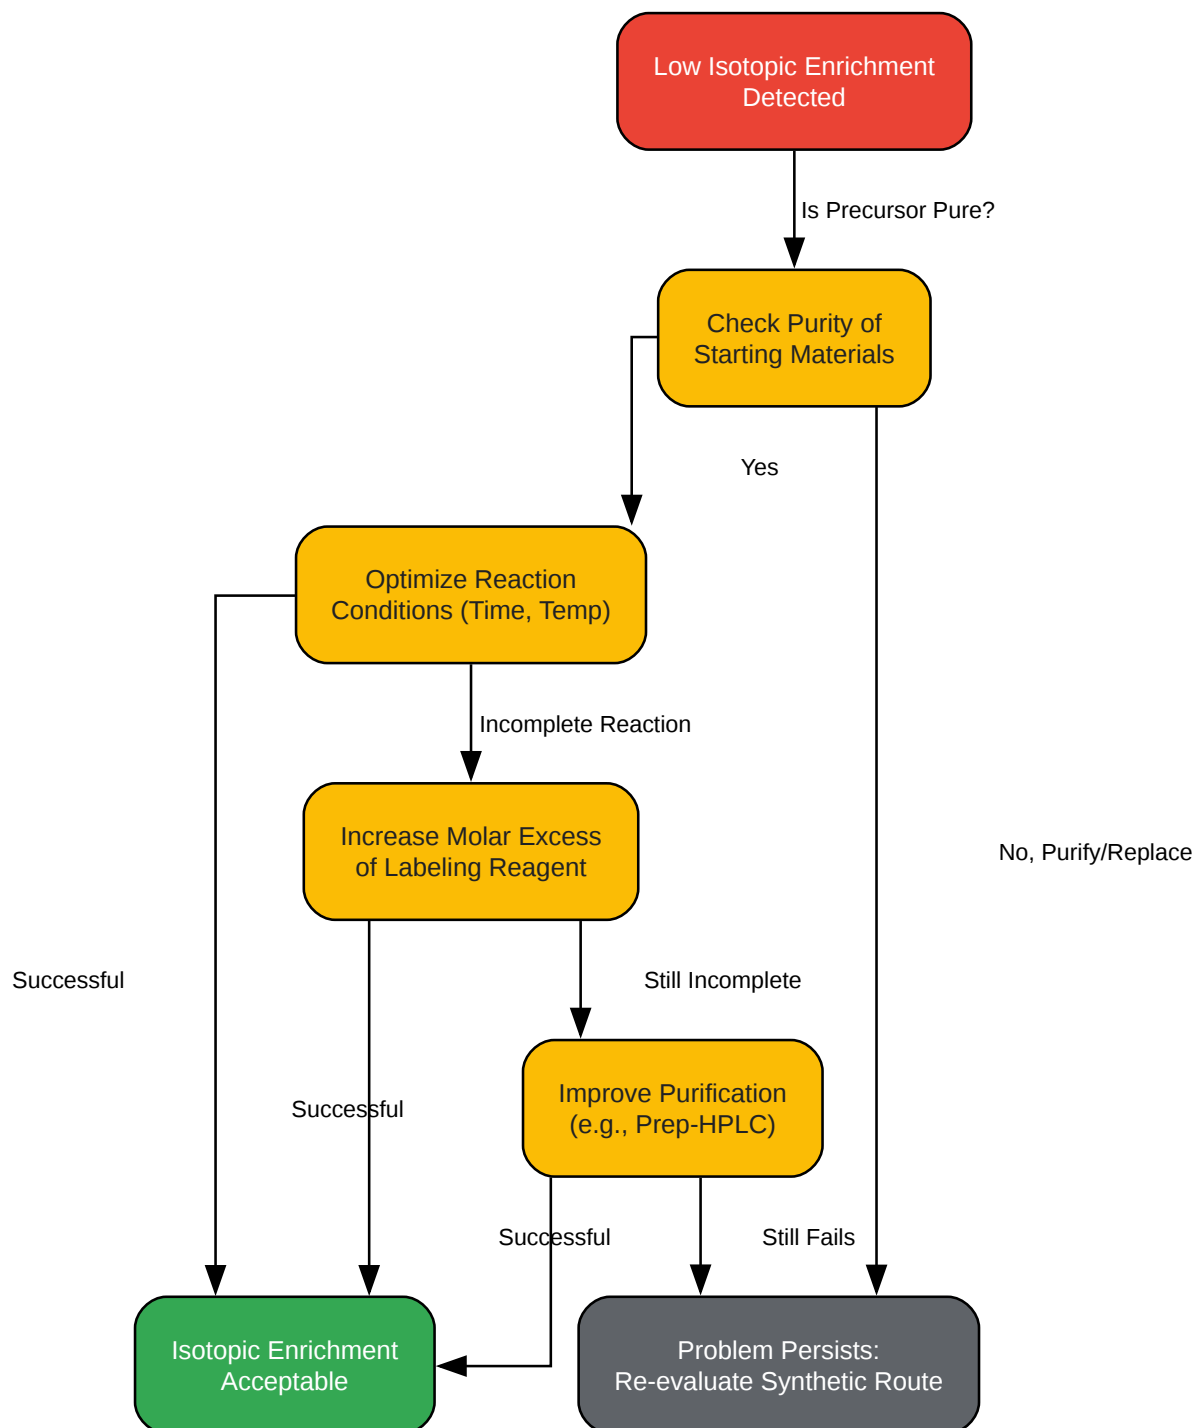 Low Isotopic Enrichment
Detected
Is Precursor Pure?
Check Purity of
Starting Materials
Yes
Optimize Reaction
Conditions (Time, Temp)
Incomplete Reaction
Increase Molar Excess
of Labeling Reagent
No, Purify/Replace
Successful
Still Incomplete
Improve Purification
(e.g., Prep-HPLC)
Successful
Successful
Still Fails
Isotopic Enrichment
Acceptable
Problem Persists:
Re-evaluate Synthetic Route